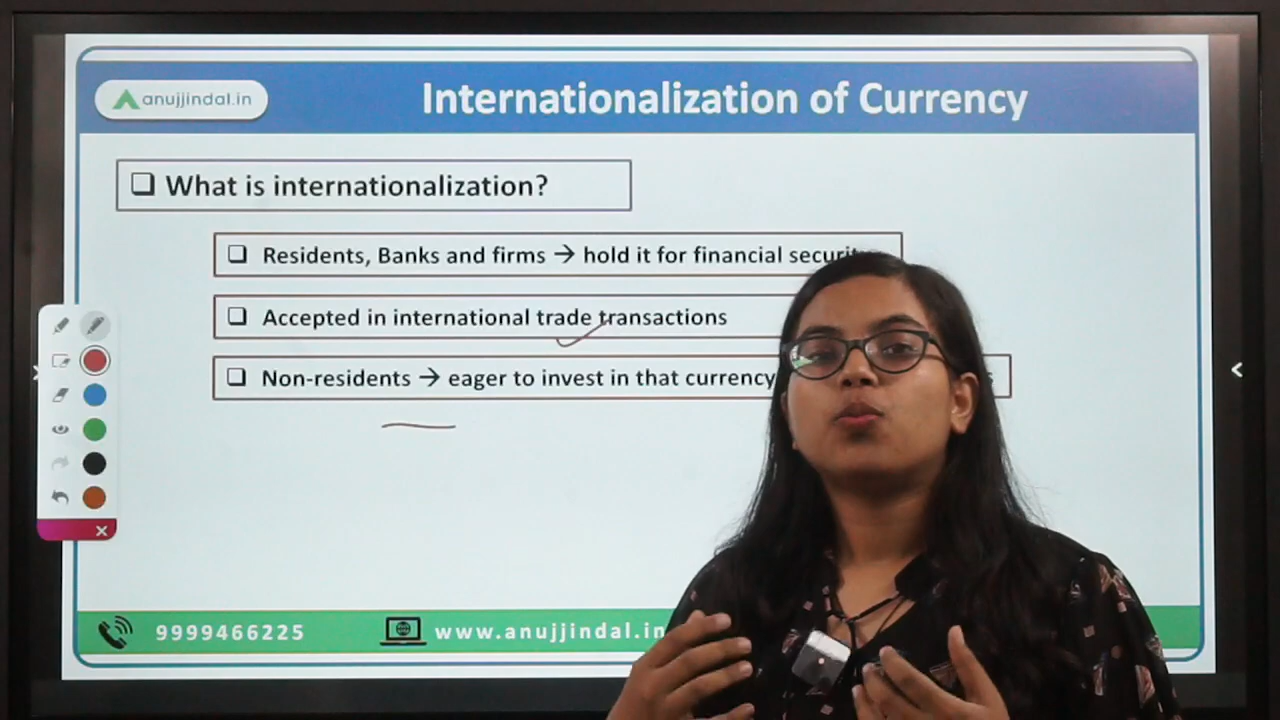 anujjindal.in
Internationalization of Currency
What is internationalization?
Residents, Banks and firms → hold it for financial
Accepted in international trade transactions
Non-residents → eager to invest in that currency
9999466225
www.anujjindal.in